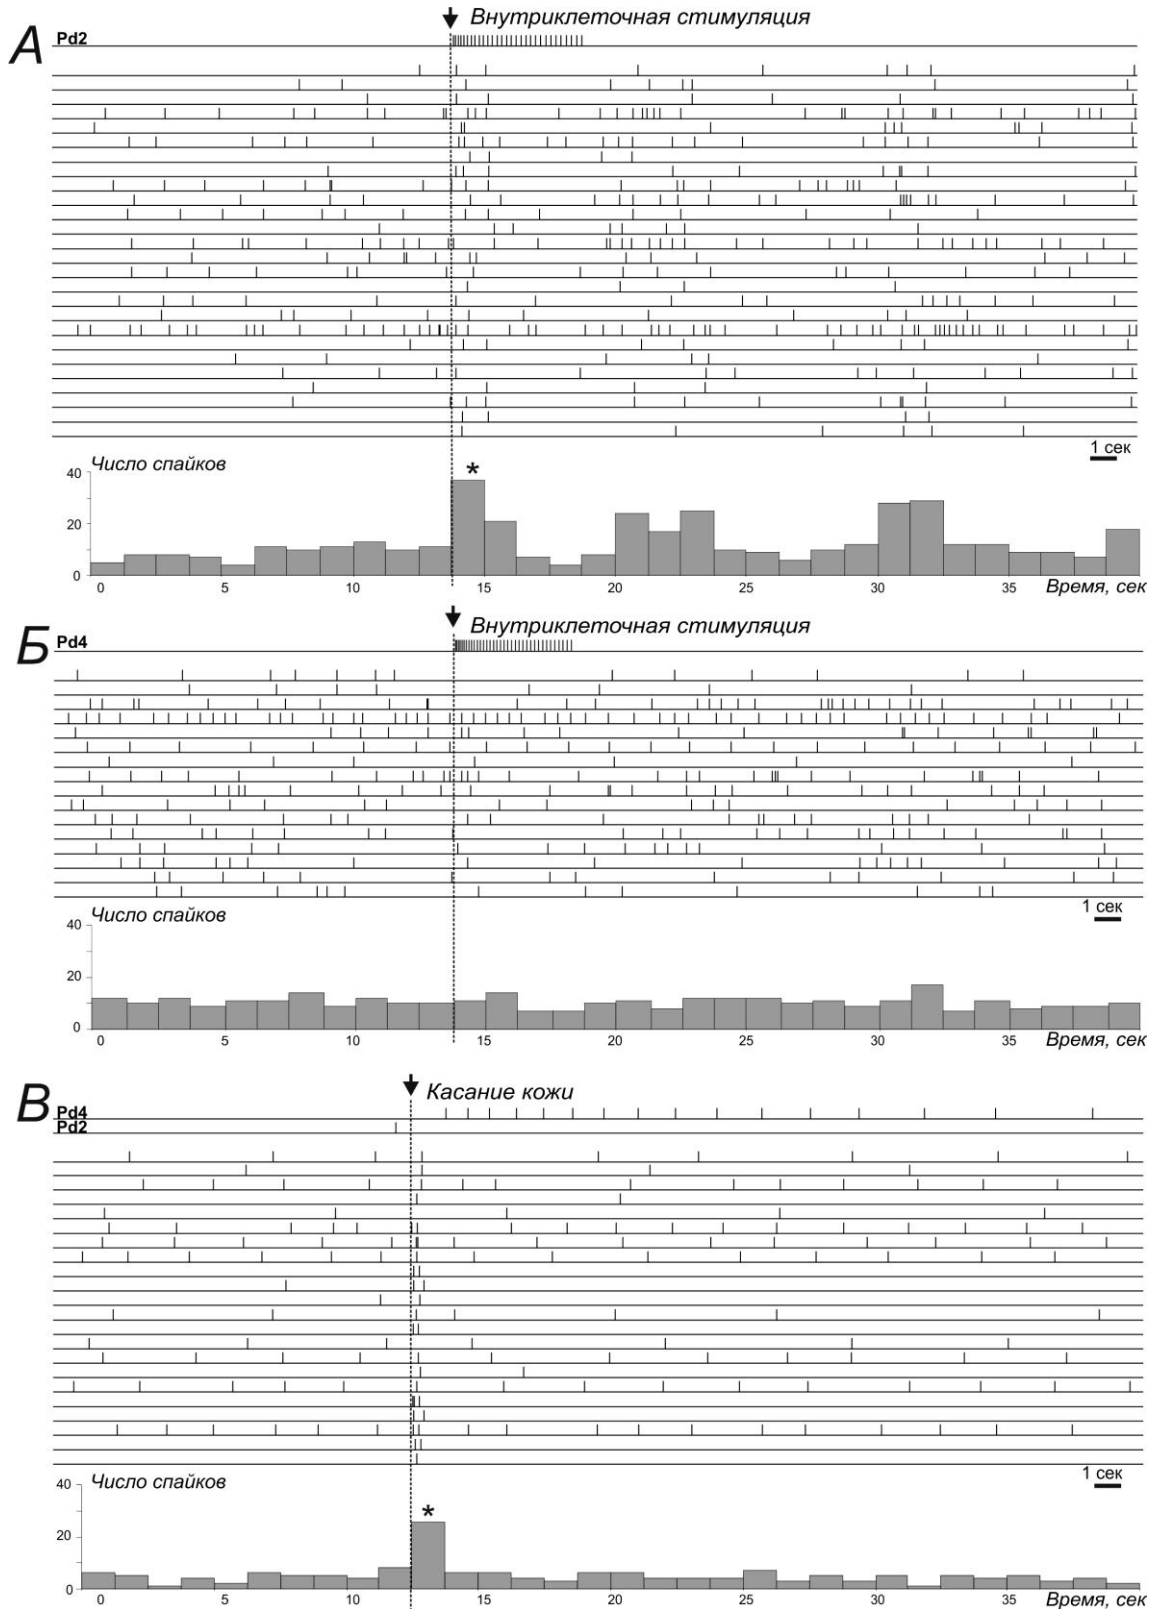 А
Внутриклеточная стимуляция
Pd2
1 сек
Число спайков
*
40
20
0
0 5 10 15 20 25 30 35 Время, сек
Б
Внутриклеточная стимуляция
Pd4
1 сек
Число спайков
40
20
0
0 5 10 15 20 25 30 35 Время, сек
В
Касание кожи
Pd4
Pd2
1 сек
Число спайков
*
40
20
0
0 5 10 15 20 25 30 35 Время, сек